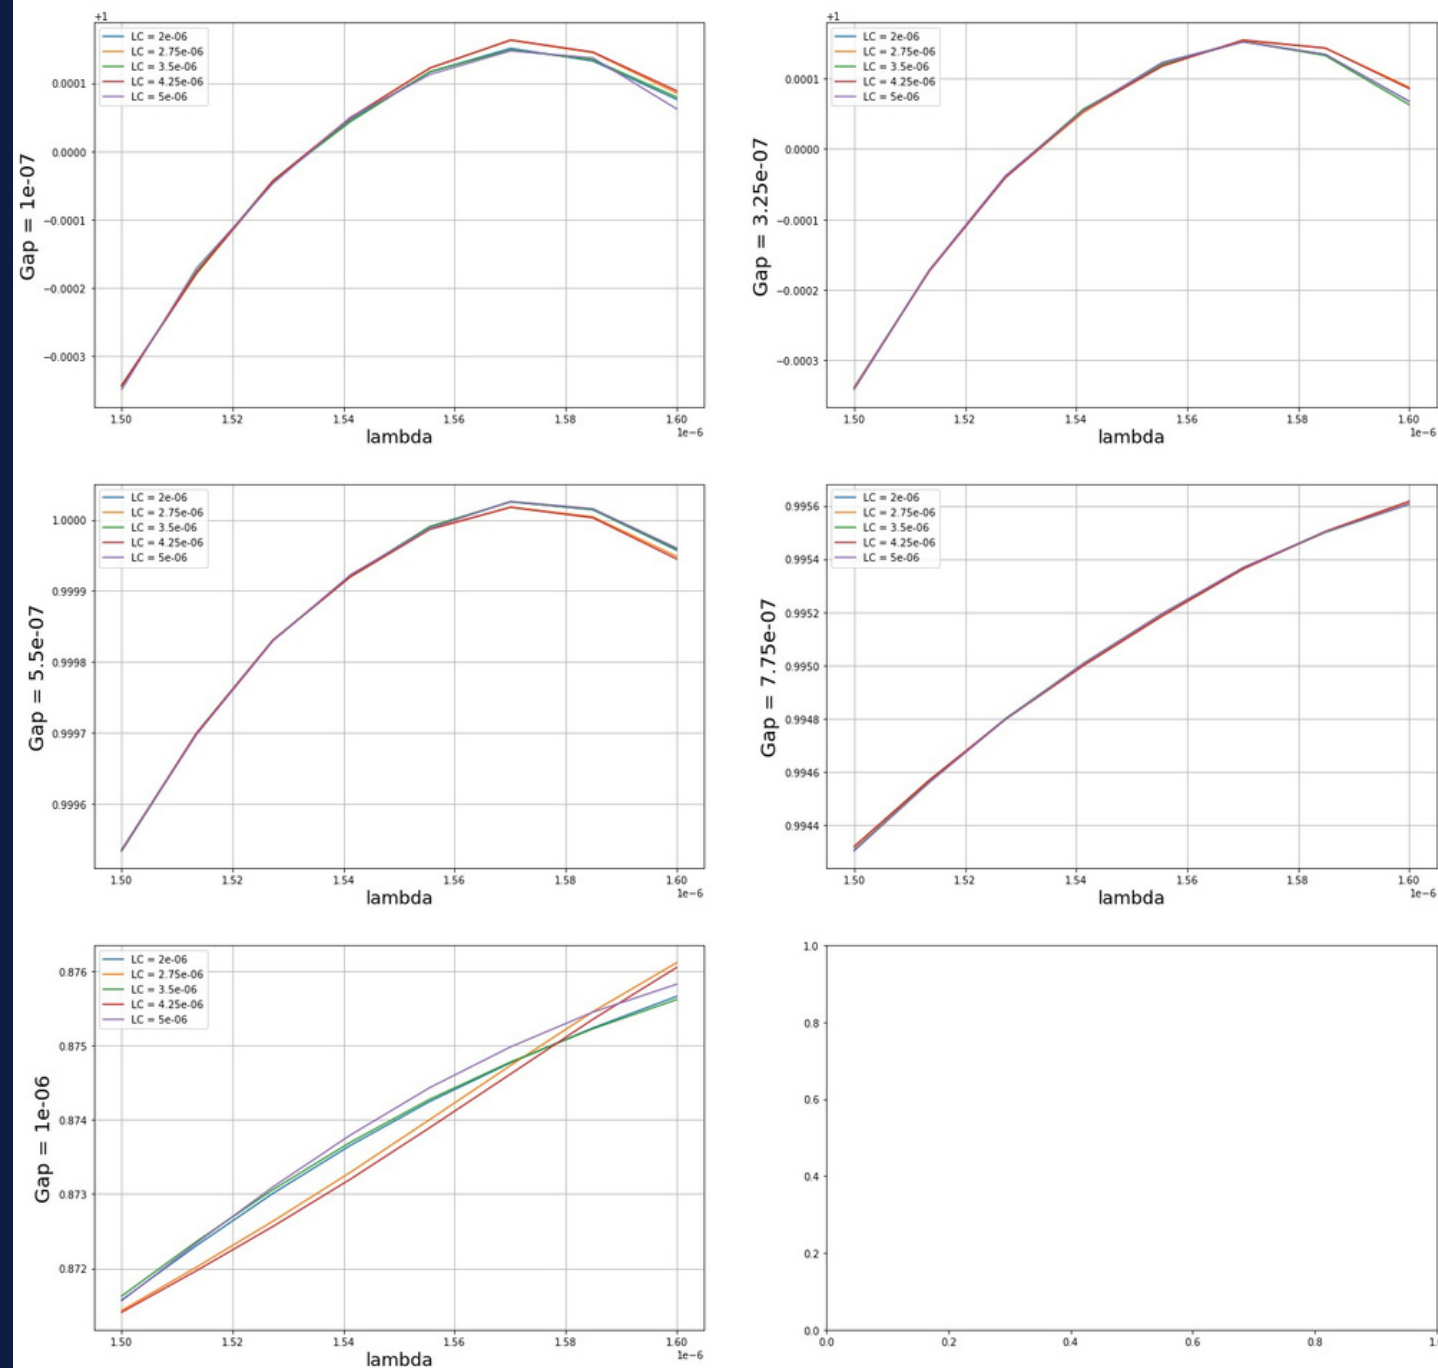 +1
LC = 2e-06
LC = 2.75e-06
LC = 3.5e-06
LC = 4.25e-06
LC = 5e-06
0.0001
0.0000
−0.0001
−0.0002
−0.0003
Gap = 1e-07
1.50 1.52 1.54 1.56 1.58 1.60
1e−6
lambda
+1
LC = 2e-06
LC = 2.75e-06
LC = 3.5e-06
LC = 4.25e-06
LC = 5e-06
0.0001
0.0000
−0.0001
−0.0002
−0.0003
Gap = 3.25e-07
1.50 1.52 1.54 1.56 1.58 1.60
1e−6
lambda
LC = 2e-06
LC = 2.75e-06
LC = 3.5e-06
LC = 4.25e-06
LC = 5e-06
1.0000
0.9999
0.9998
0.9997
0.9996
Gap = 5.5e-07
1.50 1.52 1.54 1.56 1.58 1.60
1e−6
lambda
LC = 2e-06
LC = 2.75e-06
LC = 3.5e-06
LC = 4.25e-06
LC = 5e-06
0.9956
0.9954
0.9952
0.9950
0.9948
0.9946
0.9944
Gap = 7.75e-07
1.50 1.52 1.54 1.56 1.58 1.60
1e−6
lambda
LC = 2e-06
LC = 2.75e-06
LC = 3.5e-06
LC = 4.25e-06
LC = 5e-06
0.876
0.875
0.874
0.873
0.872
Gap = 1e-06
1.50 1.52 1.54 1.56 1.58 1.60
1e−6
lambda
1.0
0.8
0.6
0.4
0.2
0.0
0.0 0.2 0.4 0.6 0.8 1.